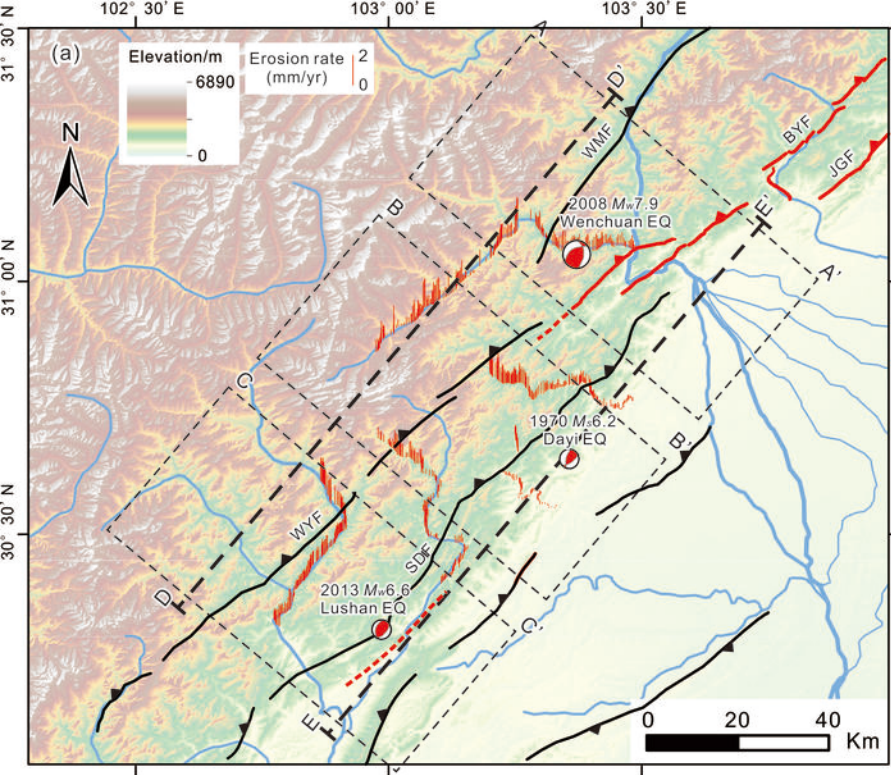 102° 30' E
103° 00' E
103° 30' E
31° 30' N
31° 00' N
30° 30' N
(a)
Elevation/m
6890
0
Erosion rate
(mm/yr)
2
0
N
A
D'
WMF
BYF
JGF
B
2008 Mw7.9
Wenchuan EQ
E'
A'
C
1970 Ms6.2
Dayi EQ
B'
WYF
SDF
D
2013 Mw6.6
Lushan EQ
C'
E
0
20
40
Km